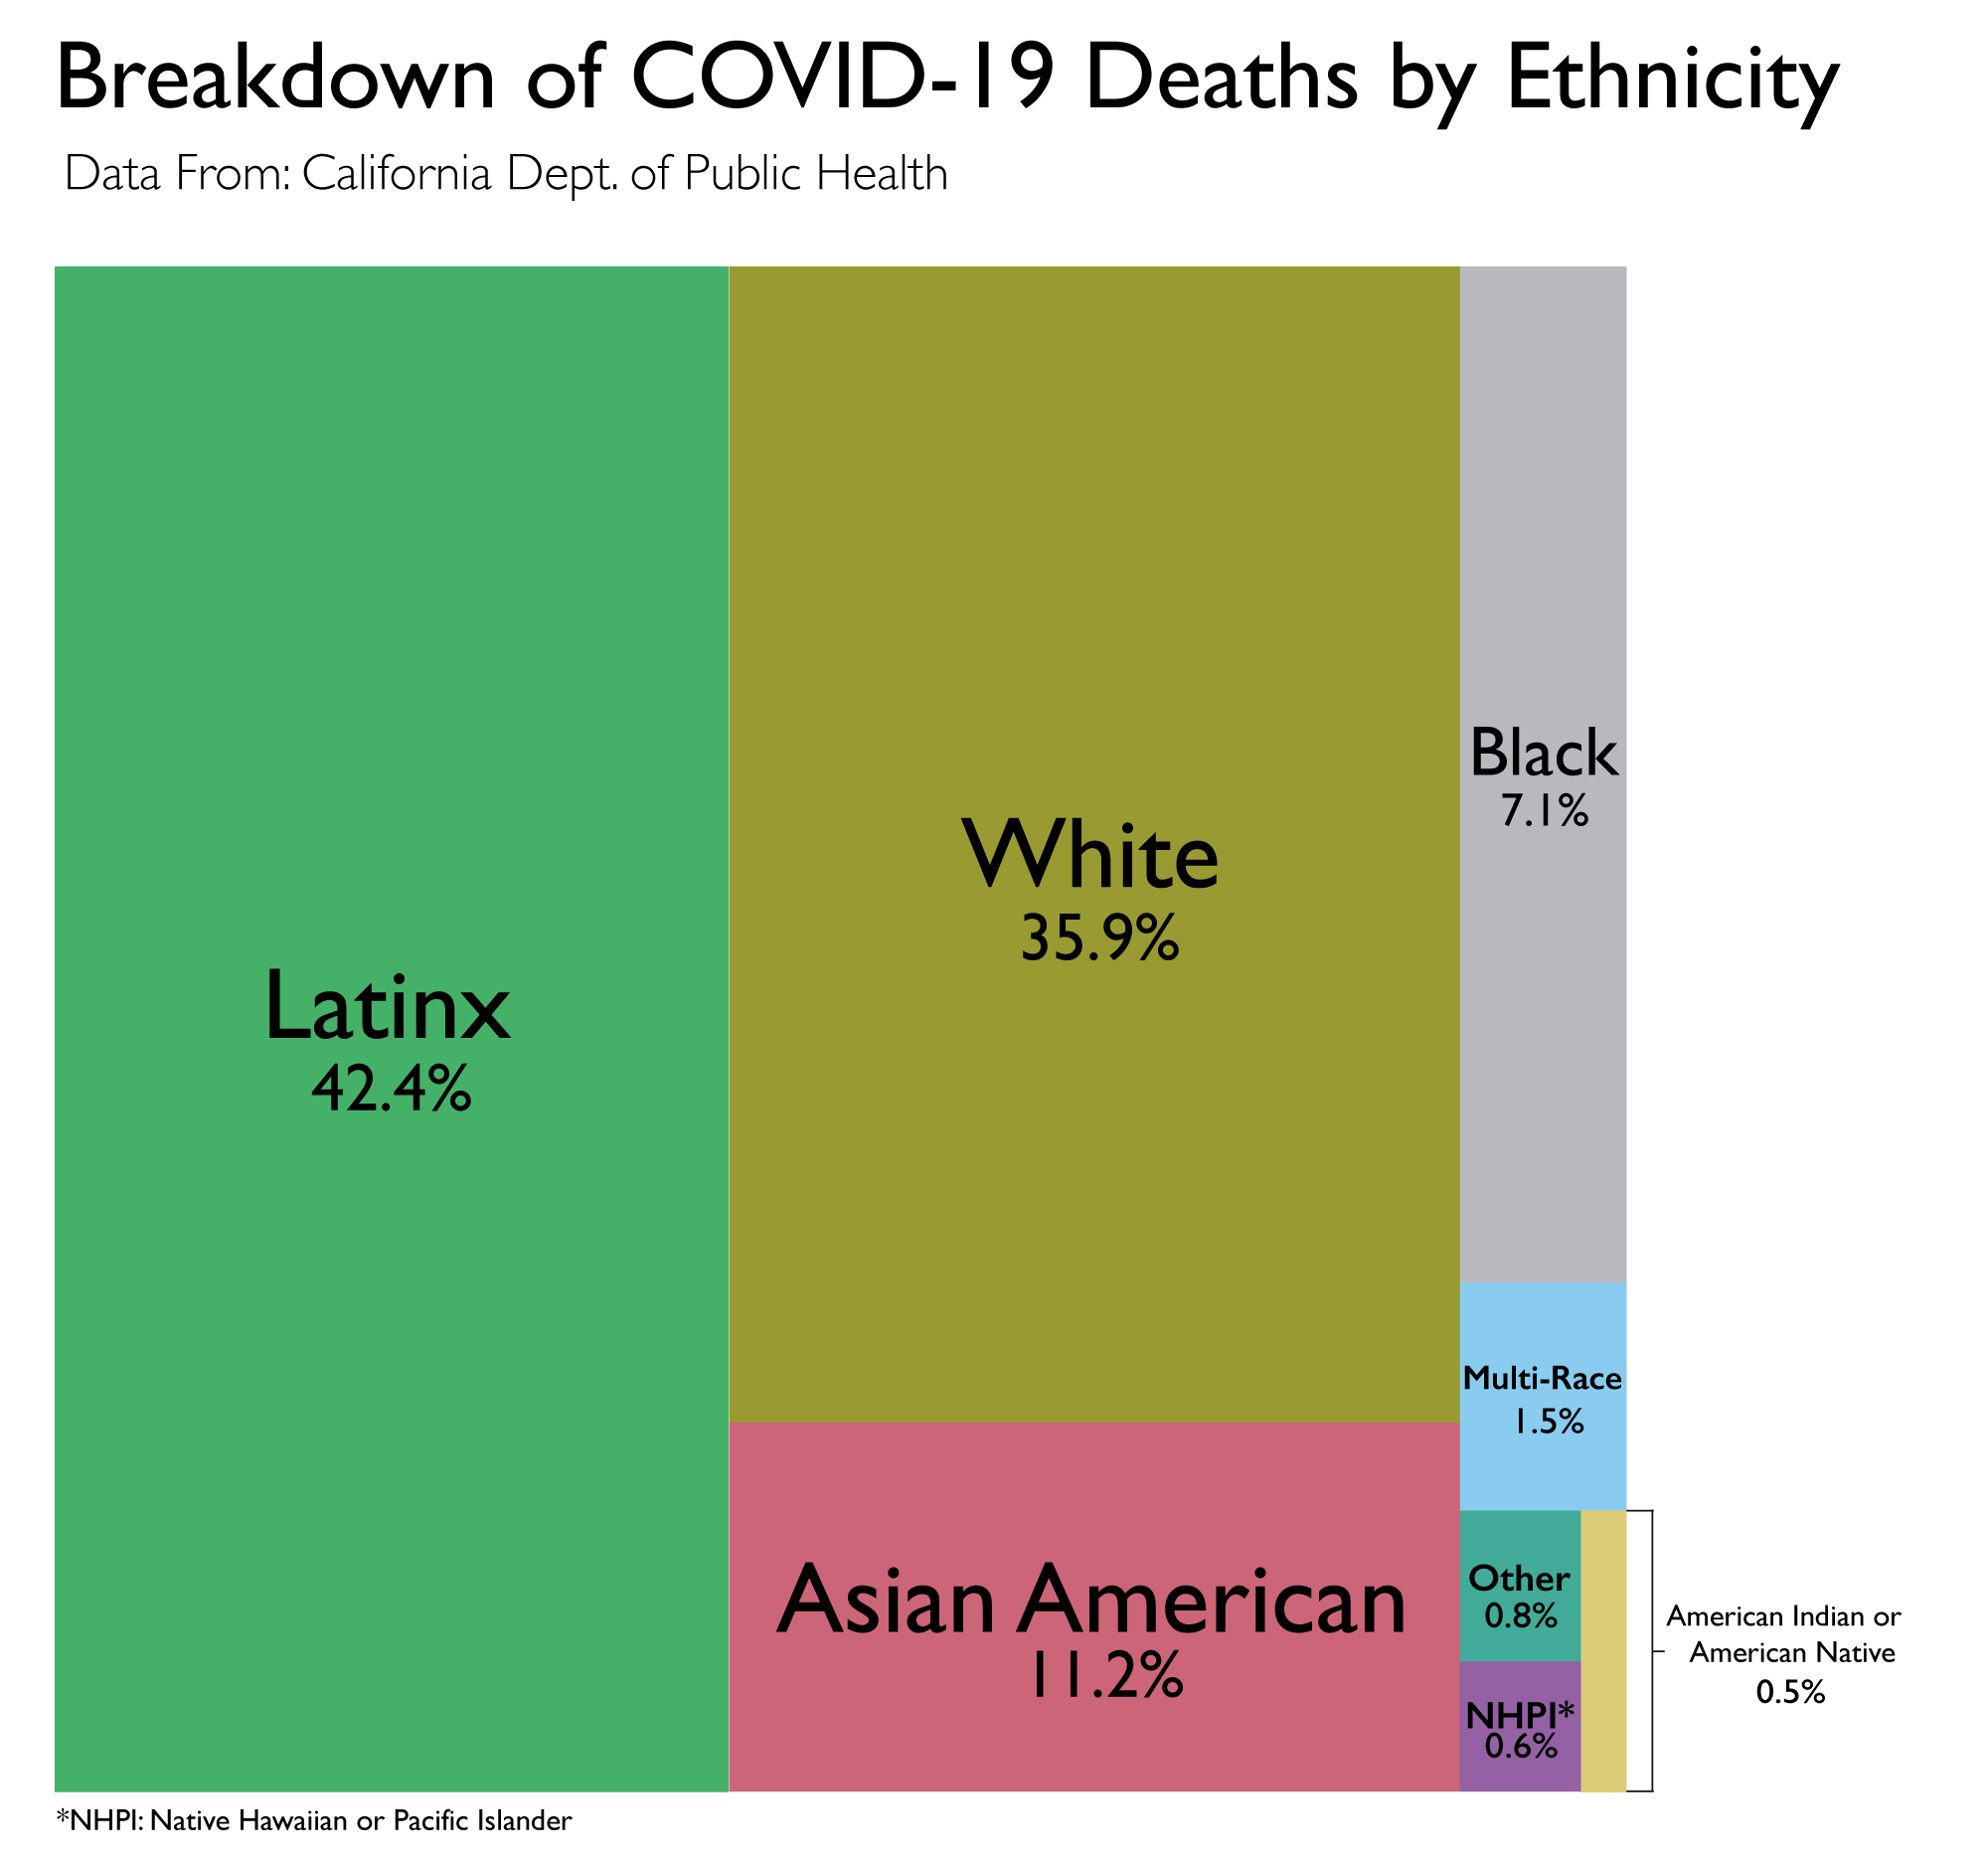 Breakdown of COVID-19 Deaths by Ethnicity
Data From: California Dept. of Public Health
Latinx
42.4%
White
35.9%
Asian American
11.2%
Black
7.1%
Multi-Race
1.5%
Other
0.8%
NHPI*
0.6%
American Indian or
American Native
0.5%
*NHPI: Native Hawaiian or Pacific Islander